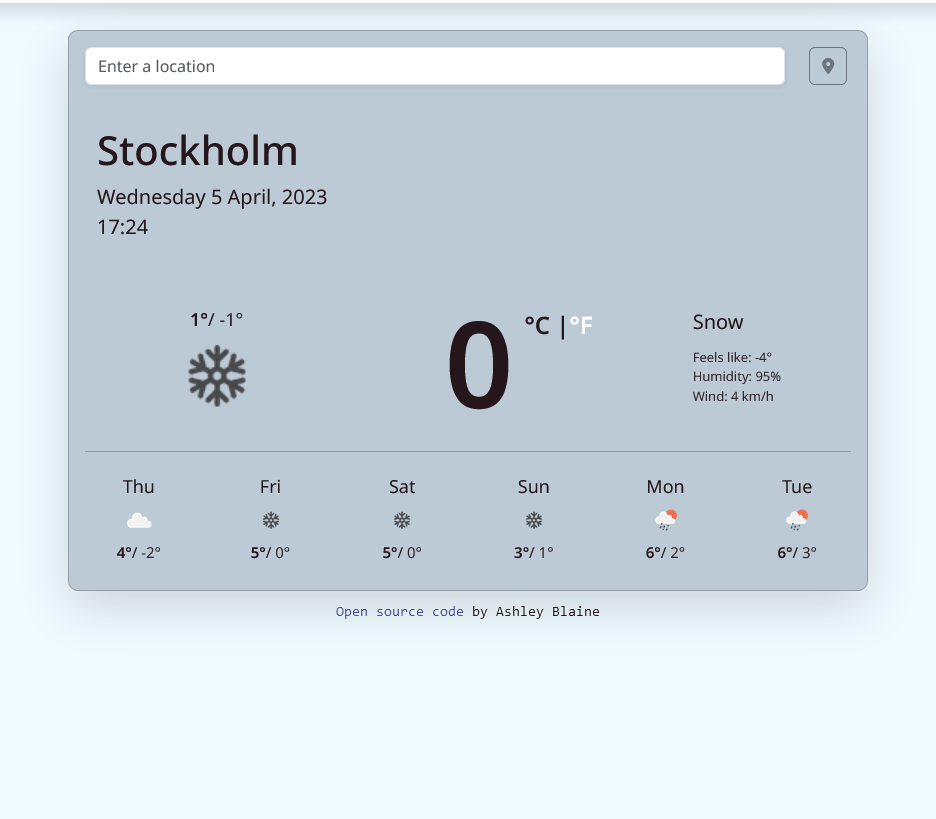 Enter a location
Stockholm
Wednesday 5 April, 2023
17:24
1°/ -1°
0 °C |°F
Snow
Feels like: -4°
Humidity: 95%
Wind: 4 km/h
Thu Fri Sat Sun Mon Tue
4°/ -2° 5°/ 0° 5°/ 0° 3°/ 1° 6°/ 2° 6°/ 3°
Open source code by Ashley Blaine